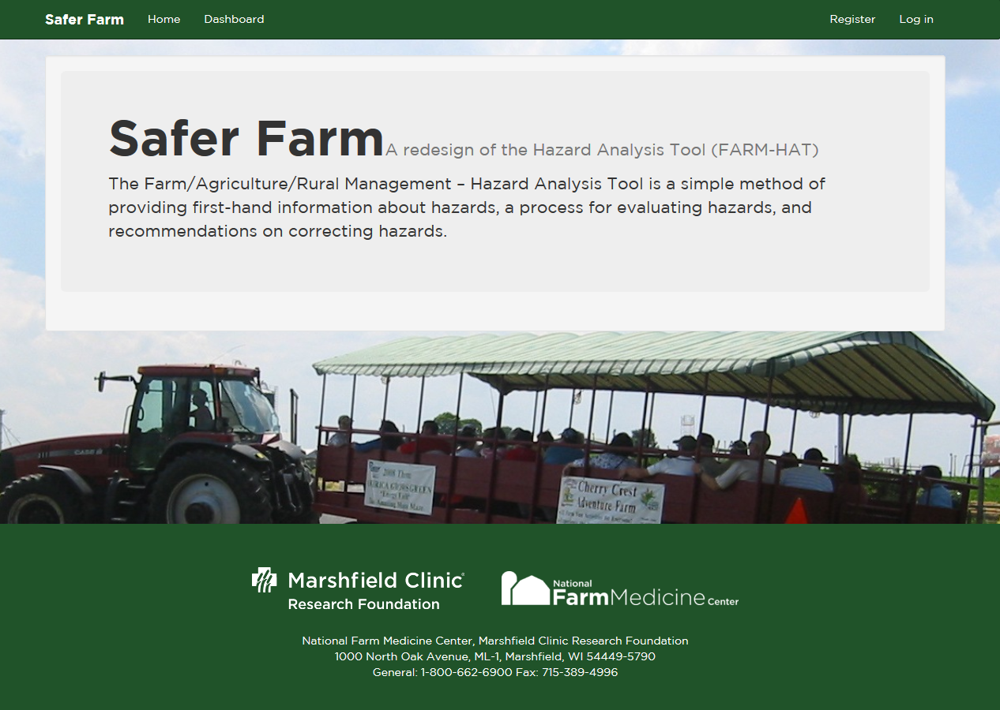 Safer Farm Home Dashboard Register Log in
Safer Farm A redesign of the Hazard Analysis Tool (FARM-HAT)
The Farm/Agriculture/Rural Management – Hazard Analysis Tool is a simple method of
providing first-hand information about hazards, a process for evaluating hazards, and
recommendations on correcting hazards.
Cherry Crest
Adventure Farm
Marshfield Clinic
Research Foundation
National
FarmMedicine Center
National Farm Medicine Center, Marshfield Clinic Research Foundation
1000 North Oak Avenue, ML-1, Marshfield, WI 54449-5790
General: 1-800-662-6900 Fax: 715-389-4996